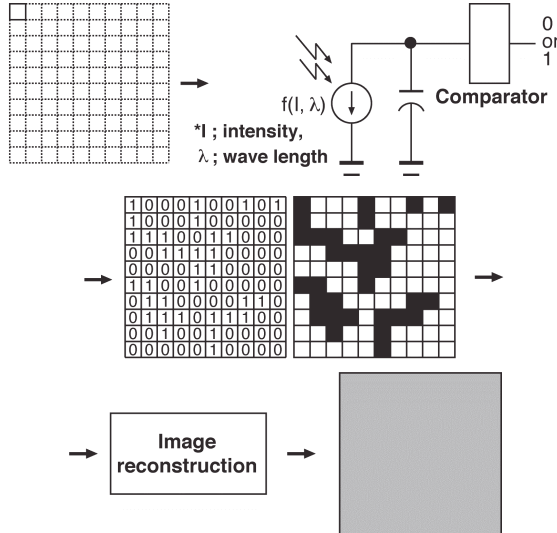 0
or
1
f(I, λ)
Comparator
*I ; intensity,
λ ; wave length
1 0 0 0 1 0 0 1 0 1
1 0 0 0 1 0 0 0 0 0
1 1 1 0 0 1 1 0 0 0
0 0 1 1 1 1 0 0 0 0
0 0 0 0 1 1 0 0 0 0
1 1 0 0 1 0 0 0 0 0
0 1 1 0 0 0 0 1 1 0
0 1 1 1 0 1 1 1 0 0
0 0 1 0 0 1 0 0 0 0
0 0 0 0 0 1 0 0 0 0
Image
reconstruction